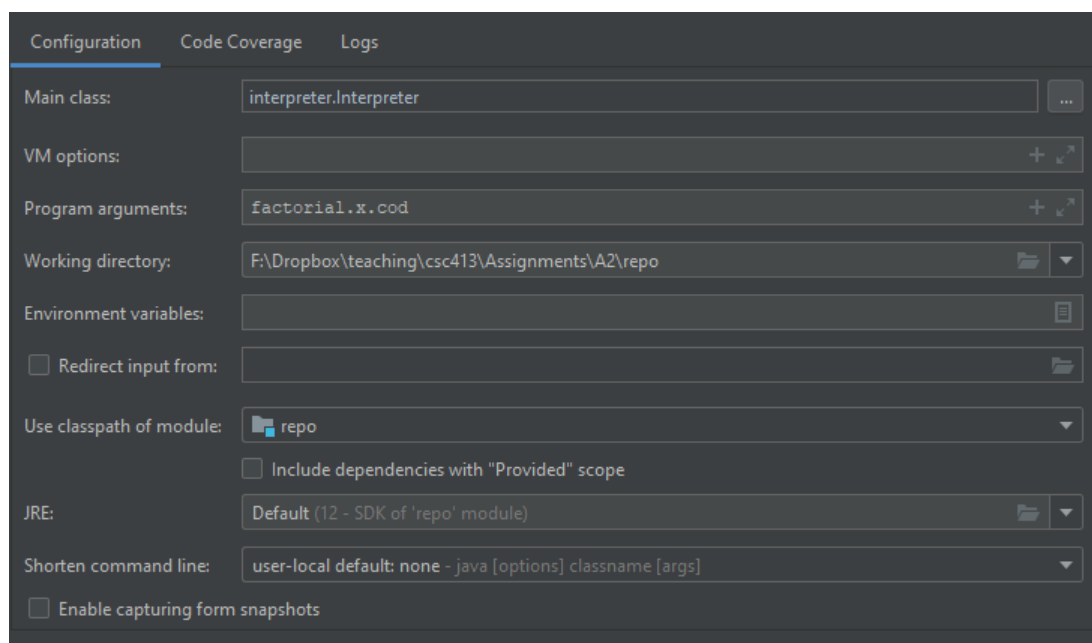 Configuration Code Coverage Logs
Main class: interpreter.Interpreter ...
VM options:
Program arguments: factorial.x.cod
Working directory: F:\Dropbox\teaching\csc413\Assignments\A2\repo
Environment variables:
Redirect input from:
Use classpath of module: repo
Include dependencies with "Provided" scope
JRE: Default (12 - SDK of 'repo' module)
Shorten command line: user-local default: none - java [options] classname [args]
Enable capturing form snapshots